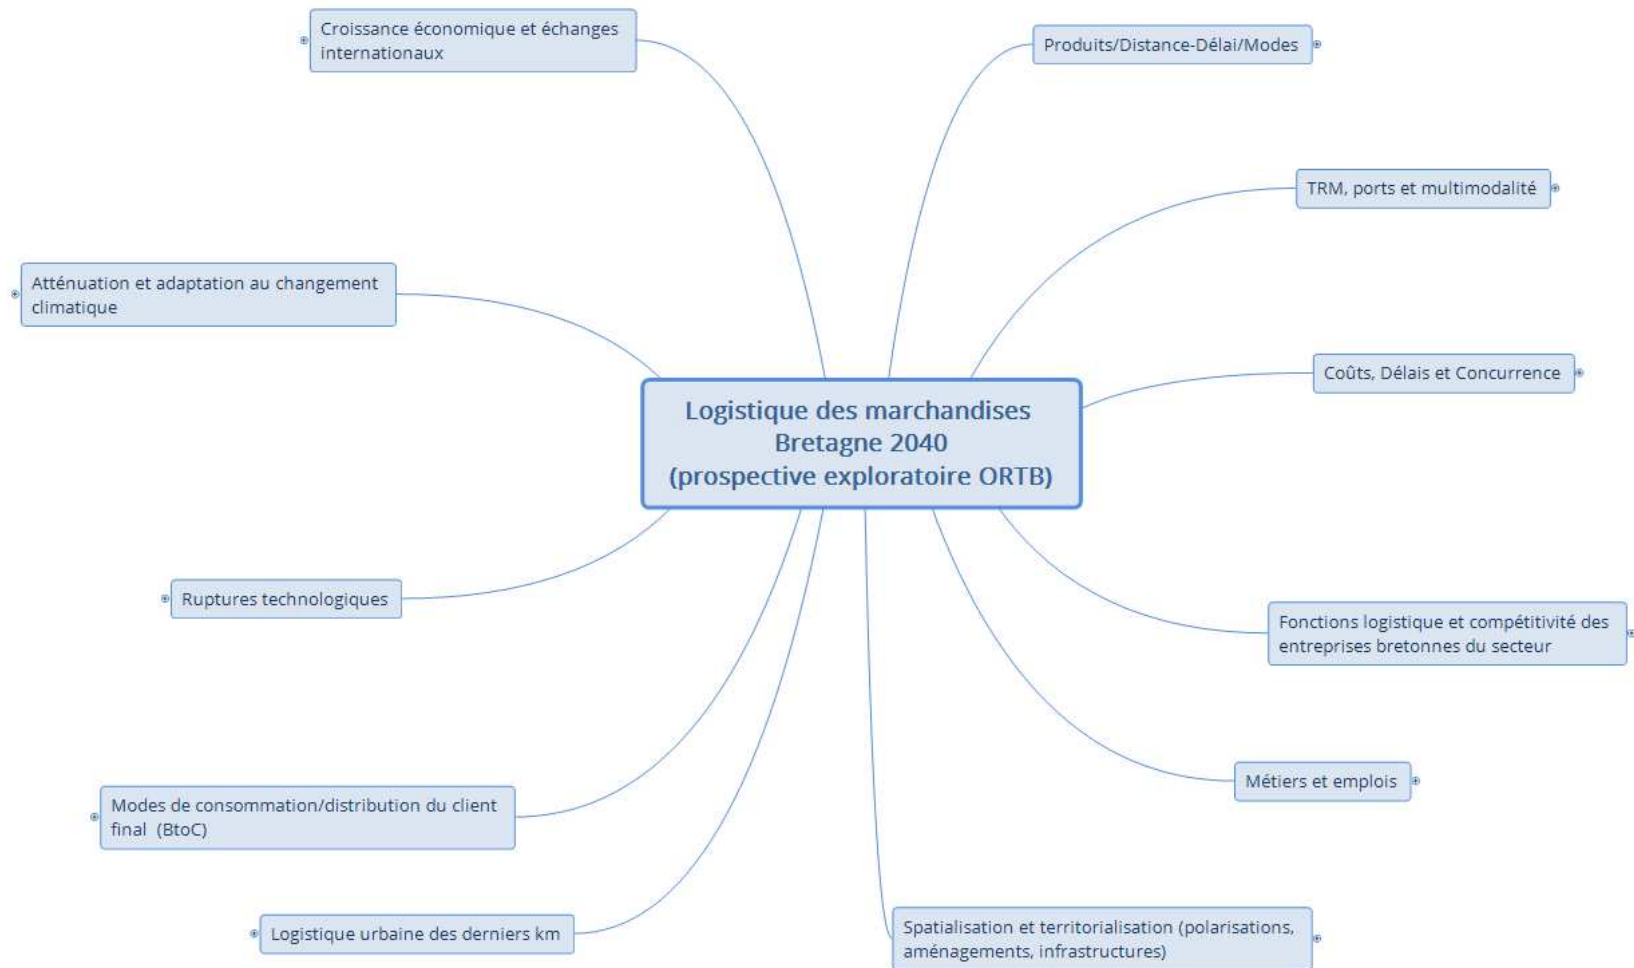 Croissance économique et échanges
internationaux
Produits/Distance-Délai/Modes
TRM, ports et multimodalité
Atténuation et adaptation au changement
climatique
Coûts, Délais et Concurrence
Logistique des marchandises
Bretagne 2040
(prospective exploratoire ORTB)
Ruptures technologiques
Fonctions logistique et compétitivité des
entreprises bretonnes du secteur
Métiers et emplois
Modes de consommation/distribution du client
final (BtoC)
Logistique urbaine des derniers km
Spatialisation et territorialisation (polarisations,
aménagements, infrastructures)